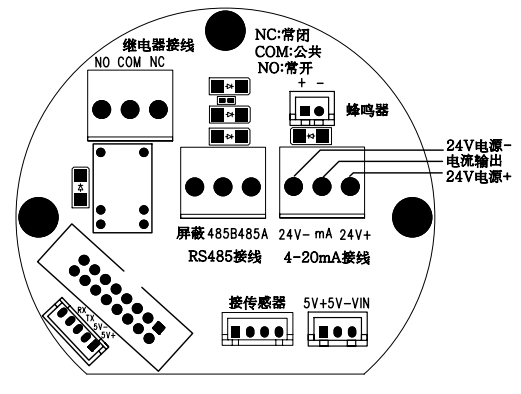 NC:常闭
COM:公共
NO:常开
继电器接线
NO COM NC
+ -
蜂鸣器
24V电源-
电流输出
24V电源+
屏蔽 485B 485A
RS485接线
24V- mA 24V+
4-20mA接线
RX
TX
5V-
5V+
接传感器
5V+5V-VIN